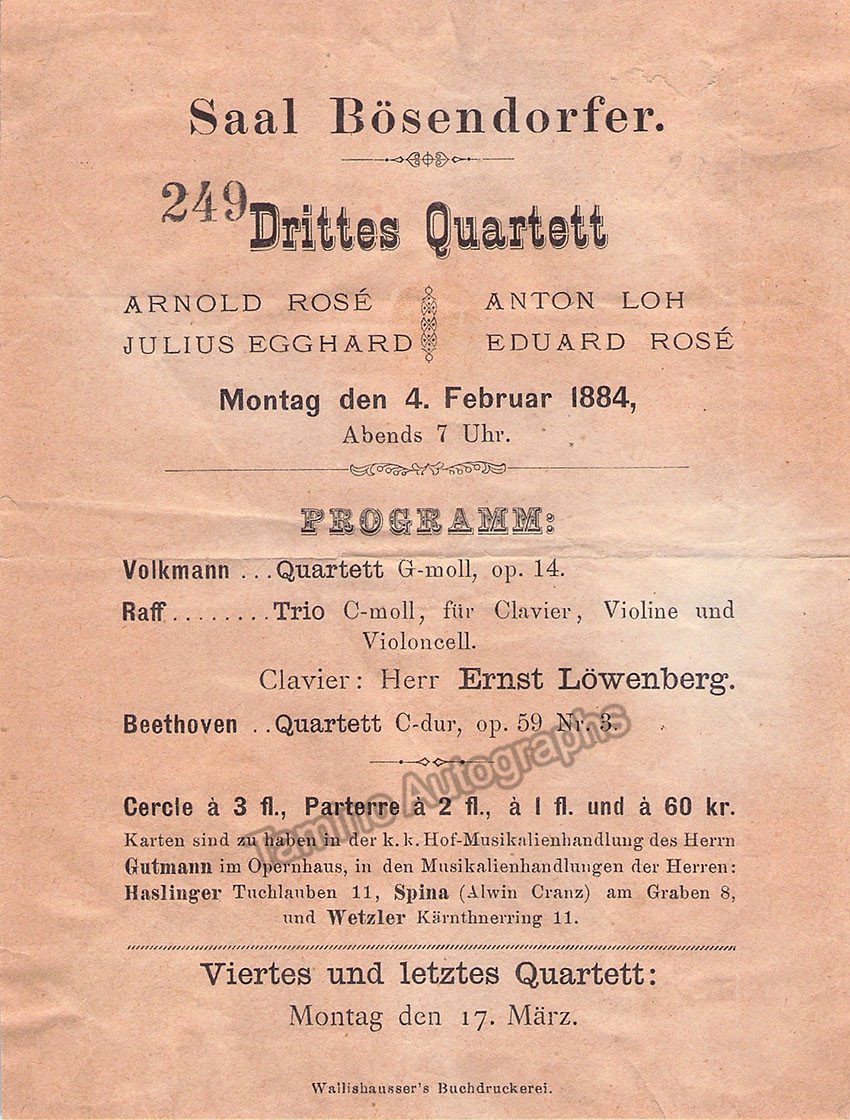 Saal Bösendorfer.
249
Drittes Quartett
ARNOLD ROSÉ ANTON LOH
JULIUS EGGHARD EDUARD ROSÉ
Montag den 4. Februar 1884,
Abends 7 Uhr.
PROGRAMM:
Volkmann ... Quartett G-moll, op. 14.
Raff........ Trio C-moll, für Clavier, Violine und
Violoncell.
Clavier: Herr Ernst Löwenberg.
Beethoven .. Quartett C-dur, op. 59 Nr. 3.
Tamino Autographs
Cercle à 3 fl., Parterre à 2 fl., à 1 fl. und à 60 kr.
Karten sind zu haben in der k. k. Hof-Musikalienhandlung des Herrn
Gutmann im Opernhaus, in den Musikalienhandlungen der Herren:
Haslinger Tuchlauben 11, Spina (Alwin Cranz) am Graben 8,
und Wetzler Kärnthnerring 11.
Viertes und letztes Quartett:
Montag den 17. März.
Wallishausser's Buchdruckerei.